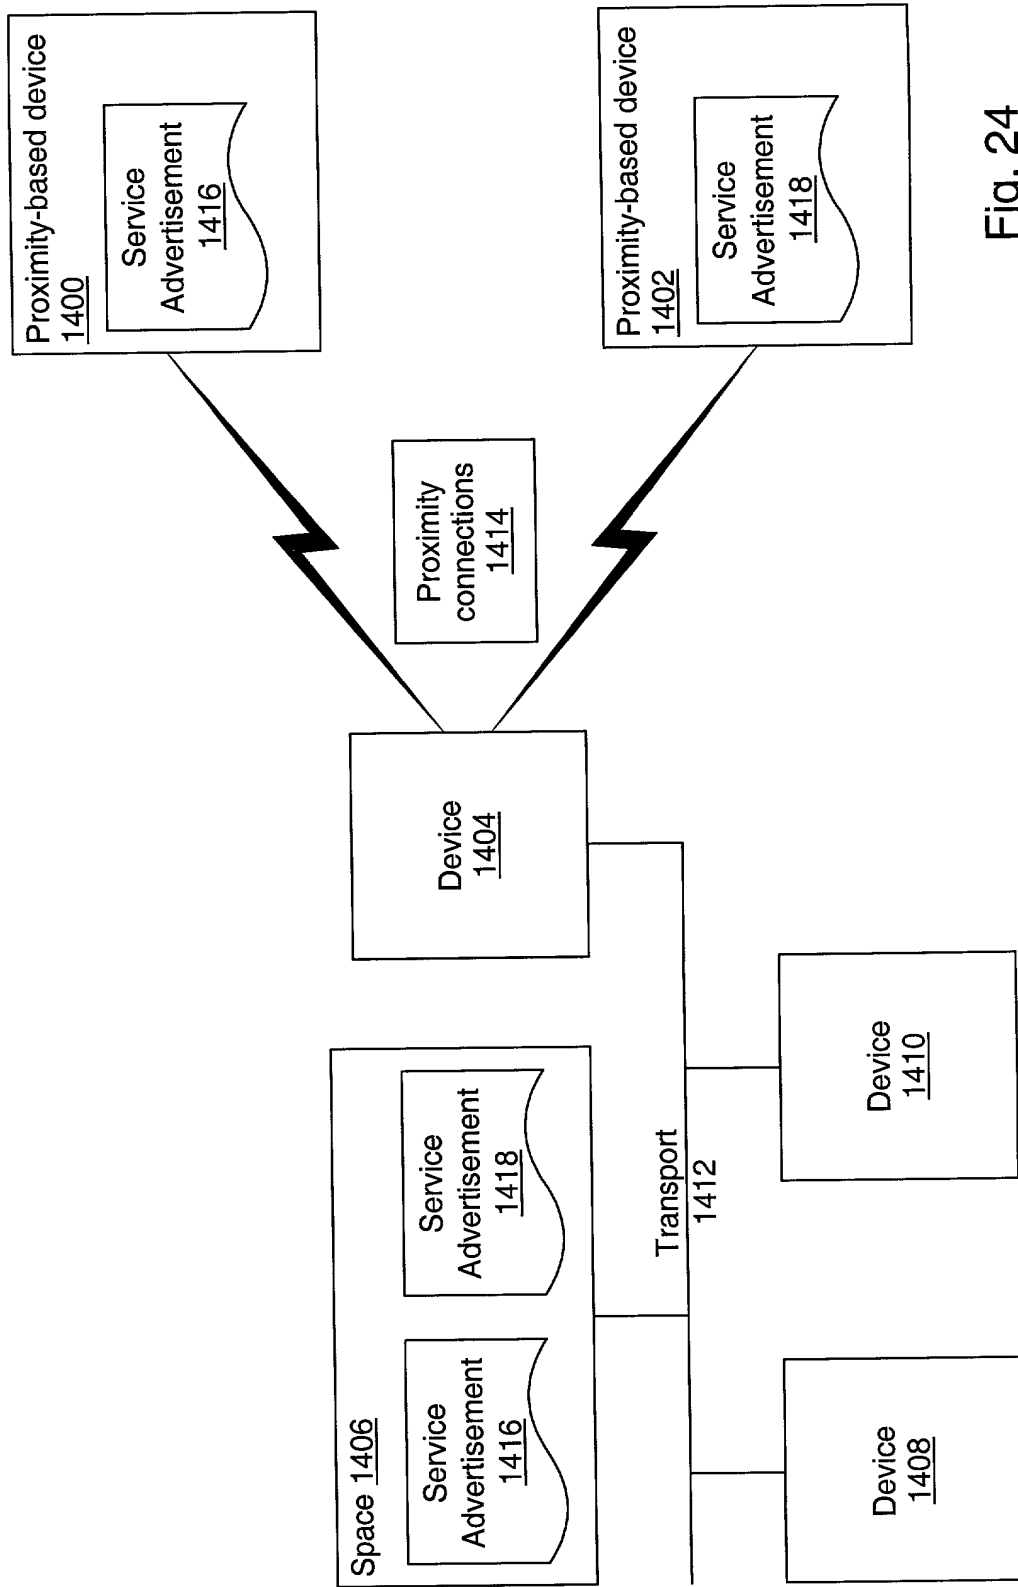 Proximity-based device
1400
Service
Advertisement
1416
Proximity-based device
1402
Service
Advertisement
1418
Proximity
connections
1414
Device
1404
Space 1406
Service
Advertisement
1416
Service
Advertisement
1418
Transport
1412
Device
1408
Device
1410
Fig. 24